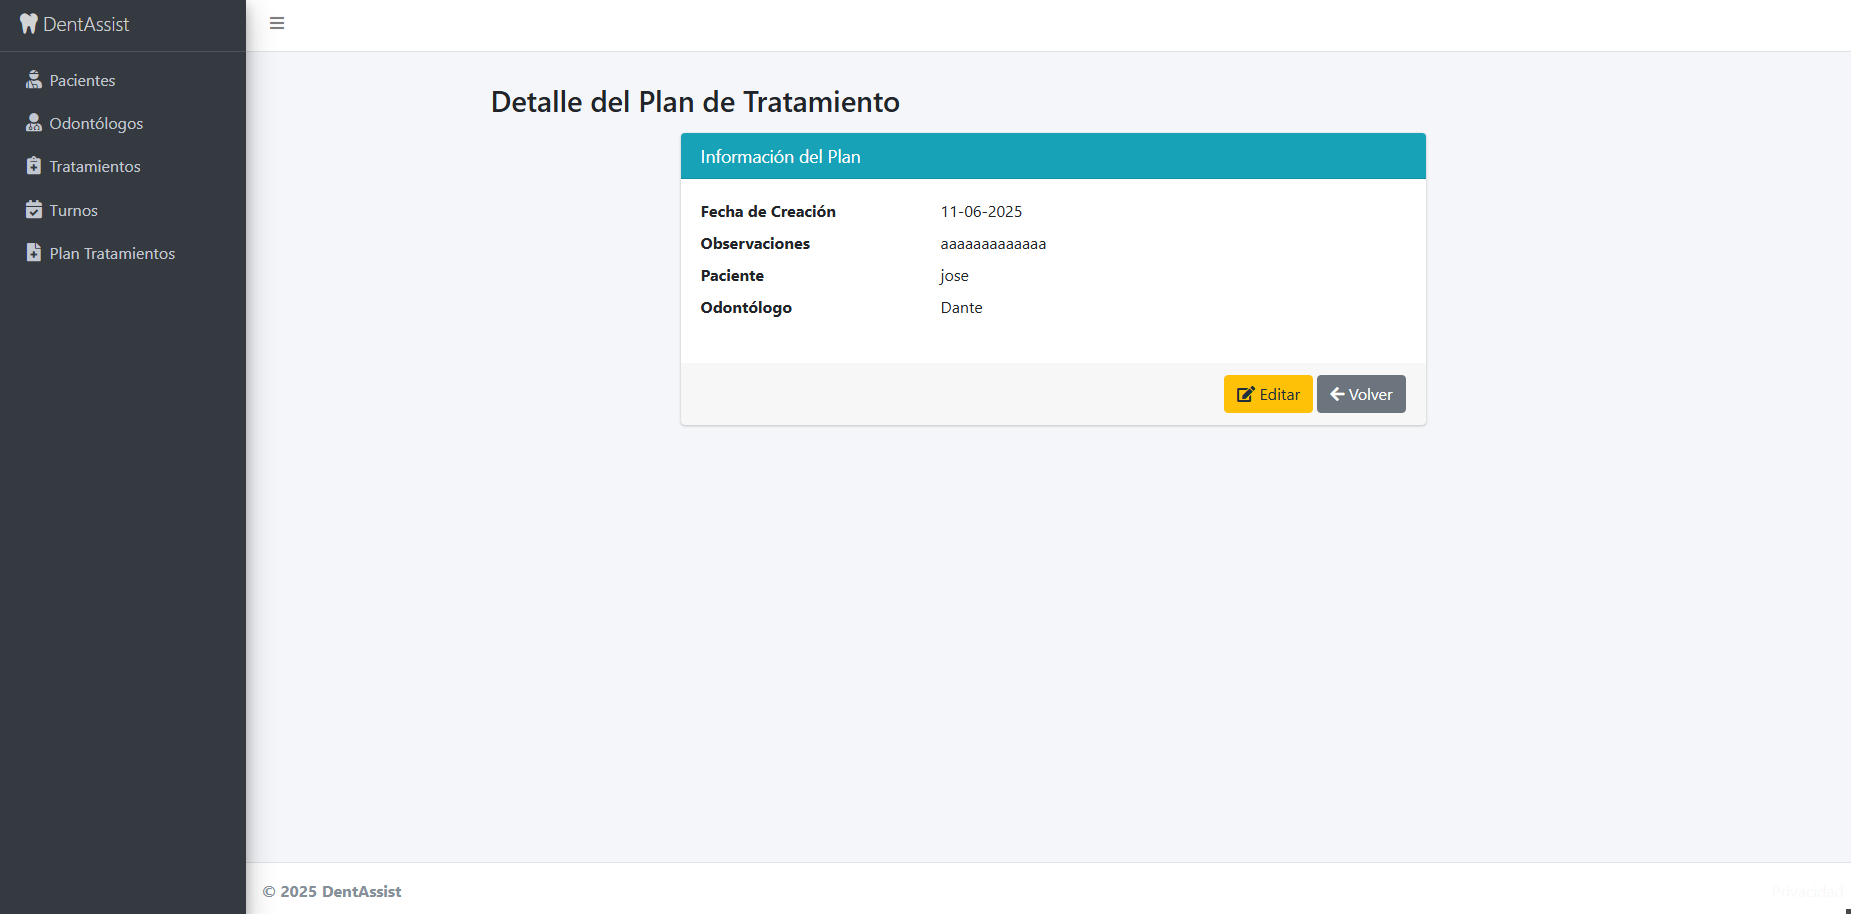 DentAssist
Pacientes
Odontólogos
Tratamientos
Turnos
Plan Tratamientos
Detalle del Plan de Tratamiento
Información del Plan
Fecha de Creación 11-06-2025
Observaciones aaaaaaaaaaaaa
Paciente jose
Odontólogo Dante
Editar Volver
© 2025 DentAssist Privacidad